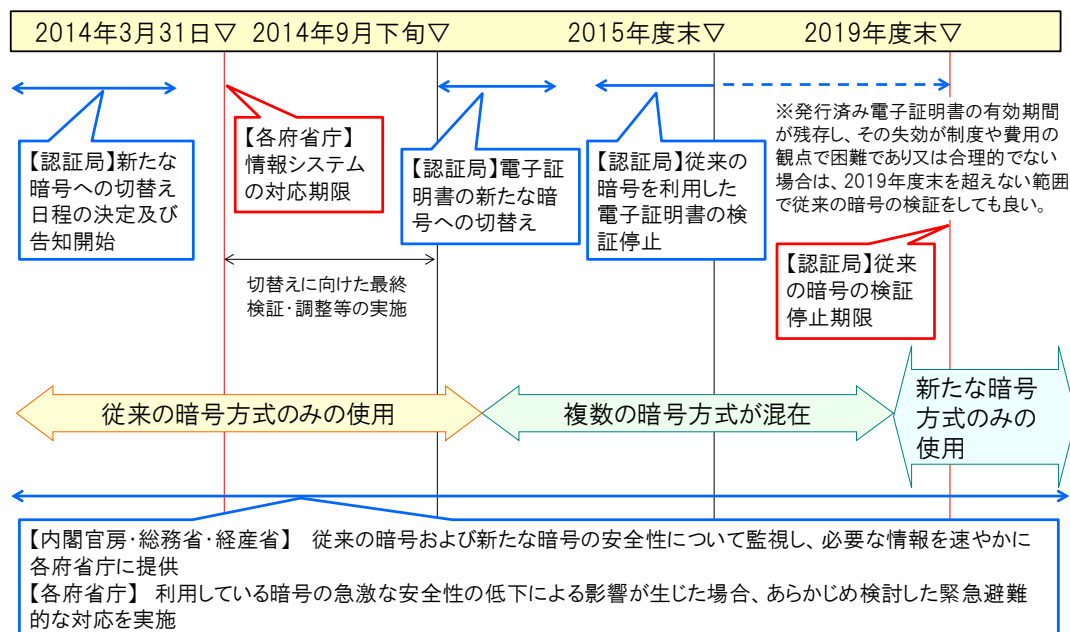 2014年3月31日▽ 2014年9月下旬▽ 2015年度末▽ 2019年度末▽
【認証局】新たな
暗号への切替え
日程の決定及び
告知開始
【各府省庁】
情報システム
の対応期限
【認証局】電子証
明書の新たな暗
号への切替え
【認証局】従来の
暗号を利用した
電子証明書の検
証停止
※発行済み電子証明書の有効期間
が残存し、その失効が制度や費用の
観点で困難であり又は合理的でない
場合は、2019年度末を超えない範囲
で従来の暗号の検証をしても良い。
【認証局】従来
の暗号の検証
停止期限
切替えに向けた最終
検証・調整等の実施
従来の暗号方式のみの使用
複数の暗号方式が混在
新たな暗号
方式のみの
使用
【内閣官房・総務省・経産省】 従来の暗号および新たな暗号の安全性について監視し、必要な情報を速やかに
各府省庁に提供
【各府省庁】 利用している暗号の急激な安全性の低下による影響が生じた場合、あらかじめ検討した緊急避難
的な対応を実施